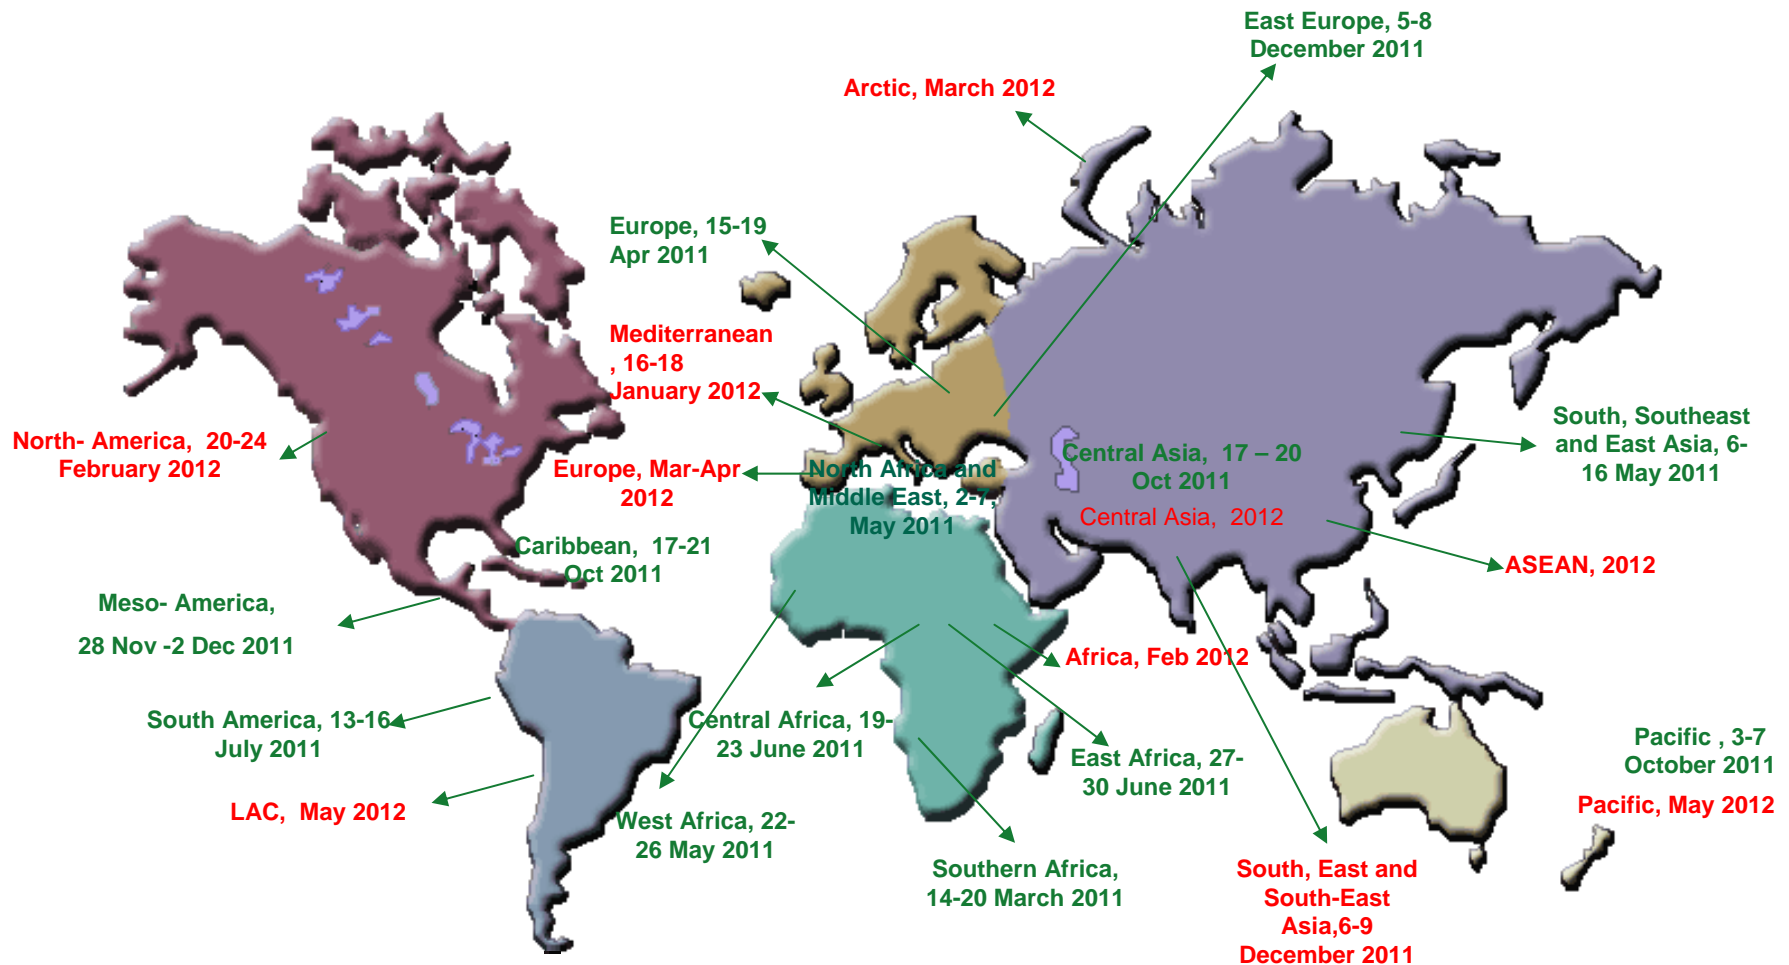 East Europe, 5-8
December 2011
Arctic, March 2012
Europe, 15-19
Apr 2011
Mediterranean
, 16-18
January 2012
North- America,  20-24
February 2012
Europe, Mar-Apr
2012
North Africa and
Middle East, 2-7,
May 2011
Central Asia,  17 – 20
Oct 2011
Central Asia,  2012
South, Southeast
and East Asia, 6-
16 May 2011
ASEAN, 2012
Caribbean,  17-21
Oct 2011
Meso- America,
28 Nov -2 Dec 2011
Africa, Feb 2012
South America, 13-16
July 2011
Central Africa, 19-
23 June 2011
East Africa, 27-
30 June 2011
Pacific , 3-7
October 2011
Pacific, May 2012
LAC,  May 2012
West Africa, 22-
26 May 2011
Southern Africa,
14-20 March 2011
South, East and
South-East
Asia,6-9
December 2011